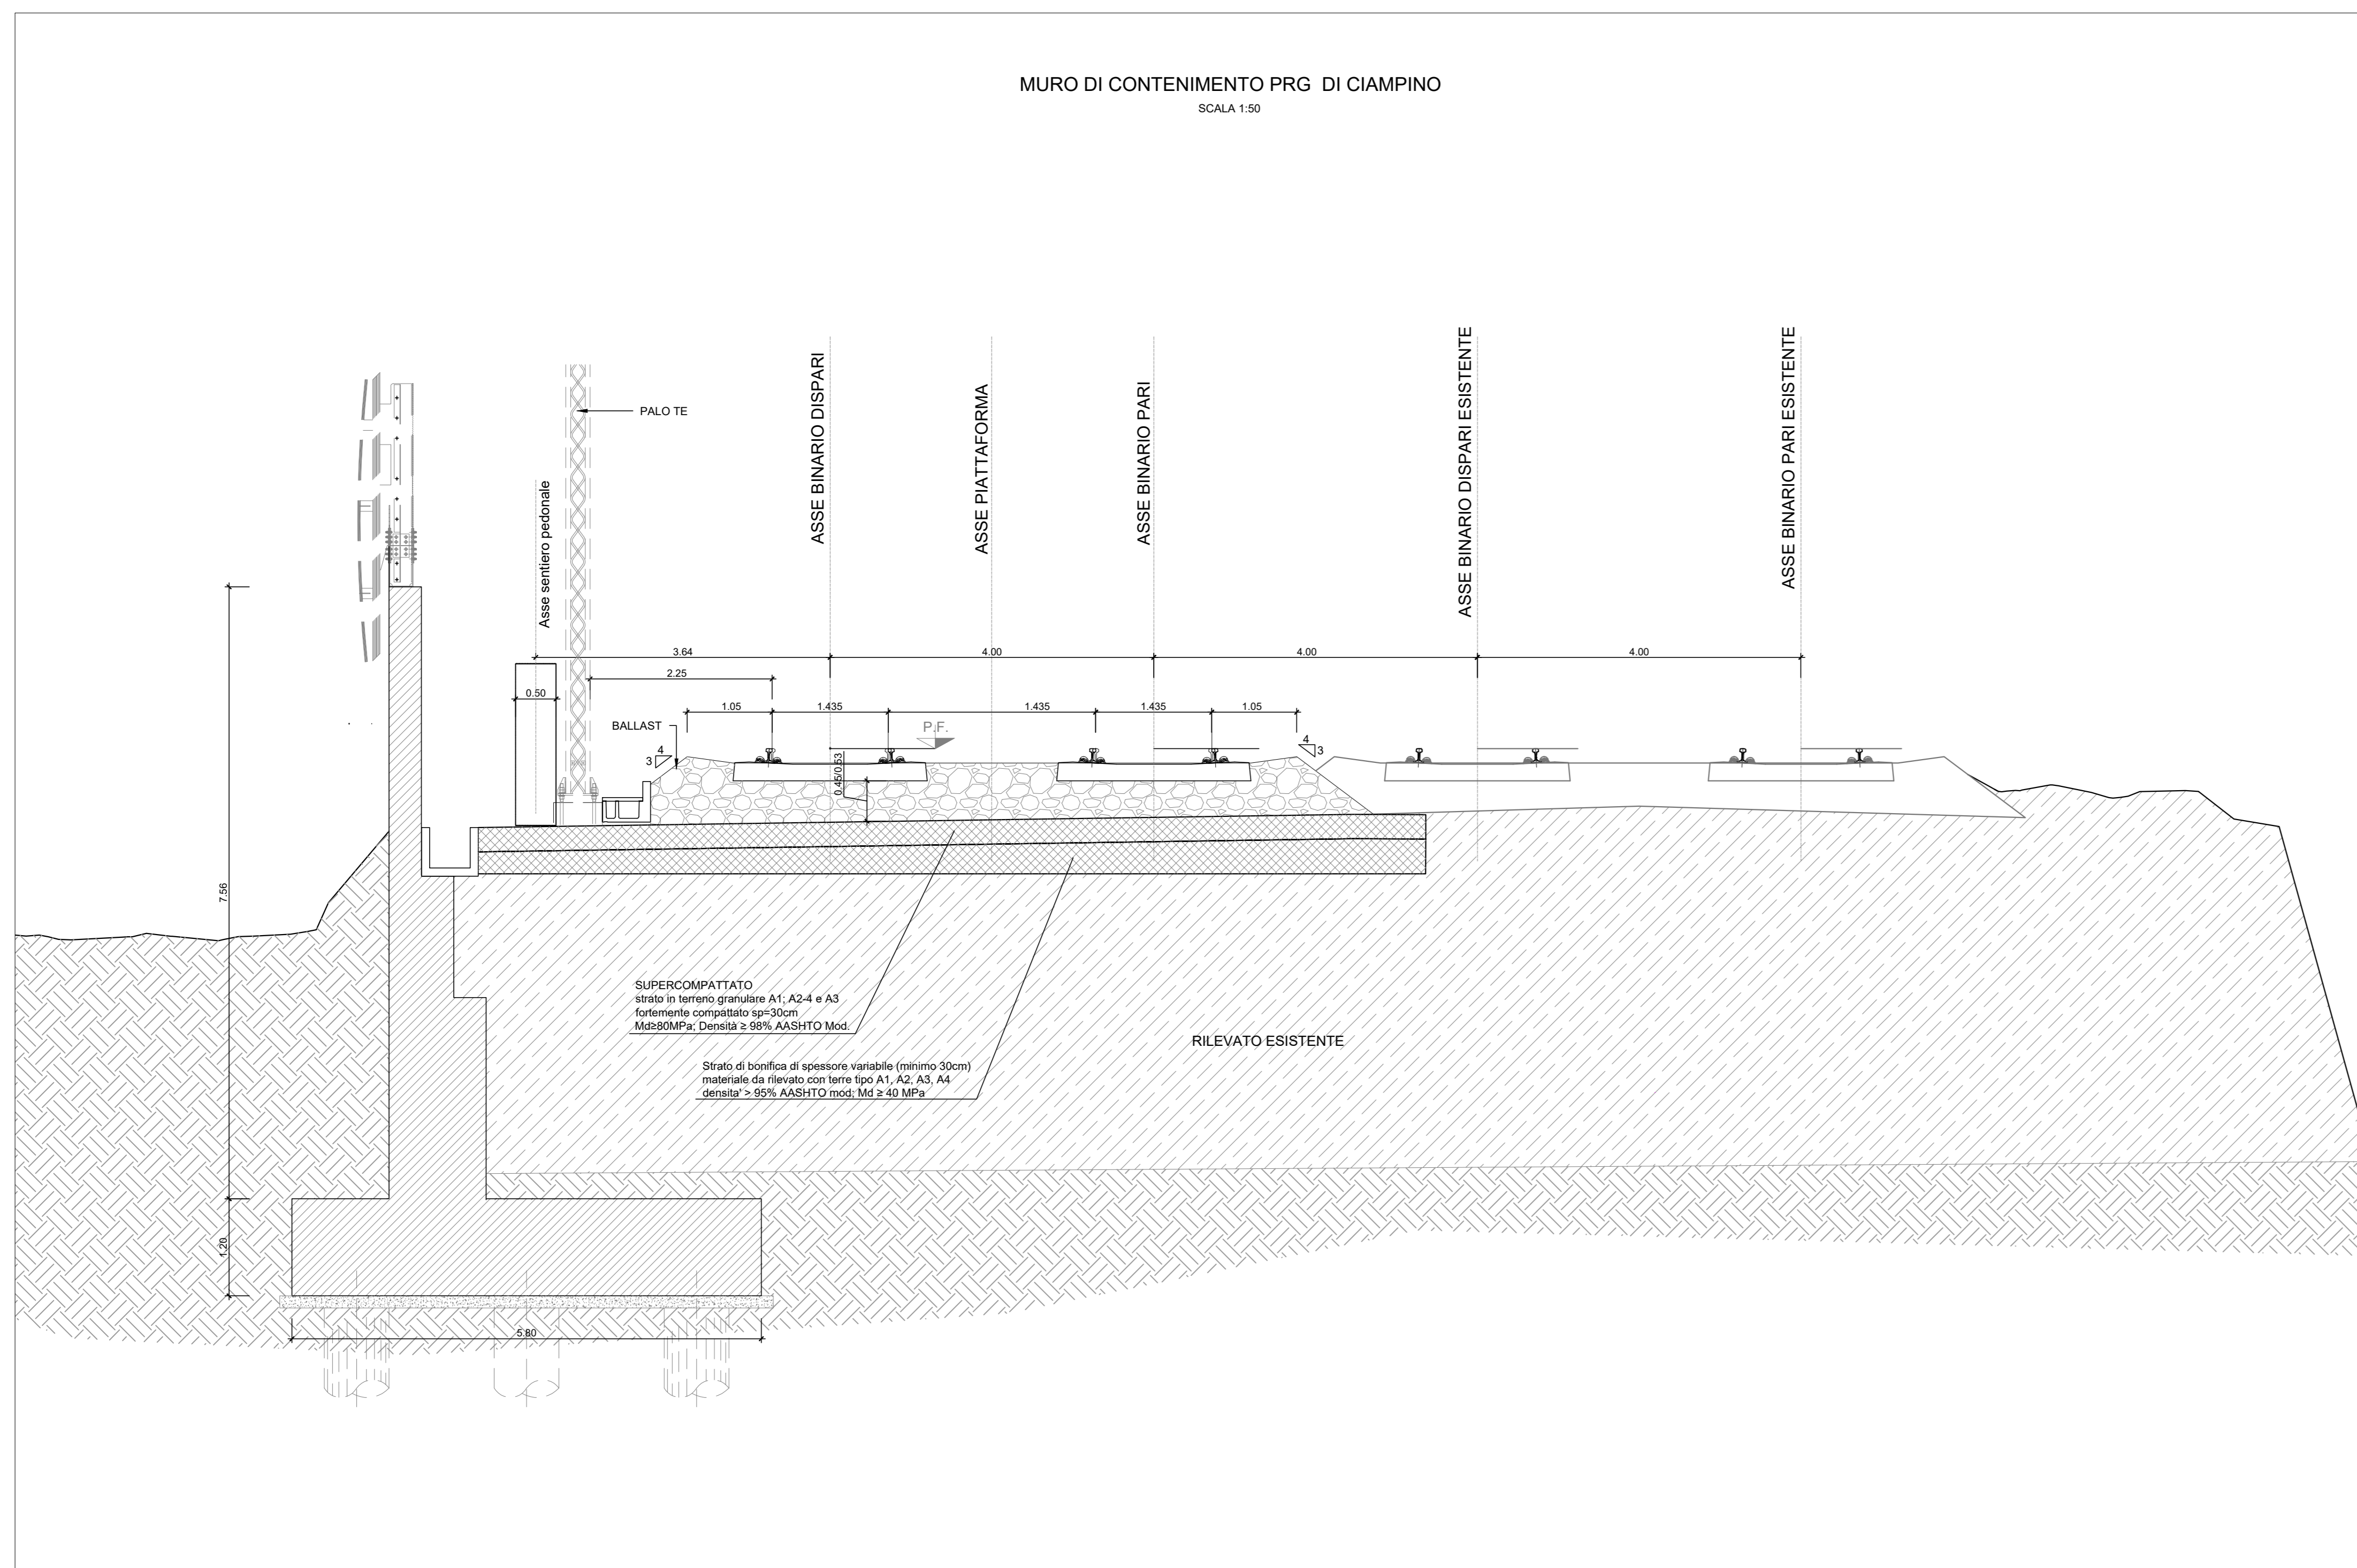 MURO DI CONTENIMENTO PRG DI CIAMPINO
SCALA 1:50
ASSE BINARIO DISPARI
ASSE PIATTAFORMA
ASSE BINARIO PARI
ASSE BINARIO DISPARI ESISTENTE
ASSE BINARIO PARI ESISTENTE
PALO TE
Asse sentiero pedonale
3.64
4.00
4.00
4.00
2.25
0.50
1.05
1.435
1.435
1.435
1.05
BALLAST
P.F.
4
3
4
3
0.45/0.53
7.56
SUPERCOMPATTATO
strato in terreno granulare A1; A2-4 e A3
fortemente compattato sp=30cm
Md≥80MPa; Densità ≥ 98% AASHTO Mod.
RILEVATO ESISTENTE
Strato di bonifica di spessore variabile (minimo 30cm)
materiale da rilevato con terre tipo A1, A2, A3, A4
densita' > 95% AASHTO mod; Md ≥ 40 MPa
1.20
5.80